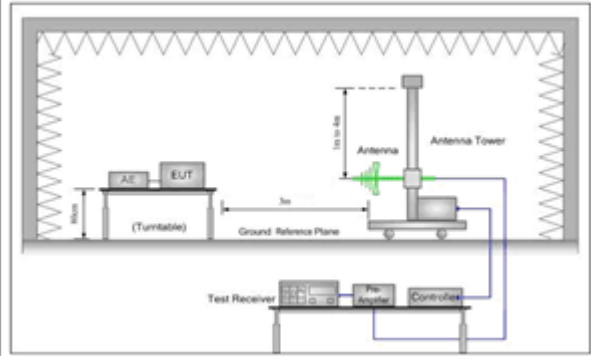 1m to 4m
Antenna
Antenna Tower
AE
EUT
80cm
3m
(Turntable)
Ground Reference Plane
Test Receiver
Pre-
Amplifier
Controller